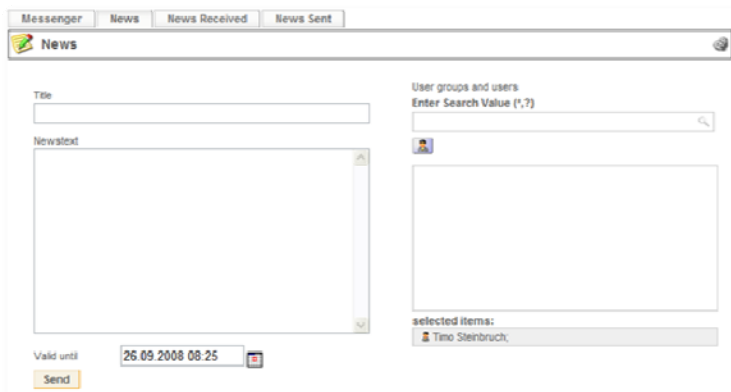 Messenger News News Received News Sent
News
Title
Newstext
Valid until 26.09.2008 08:25
Send
User groups and users
Enter Search Value (*,?)
selected items:
Timo Steinbruch;